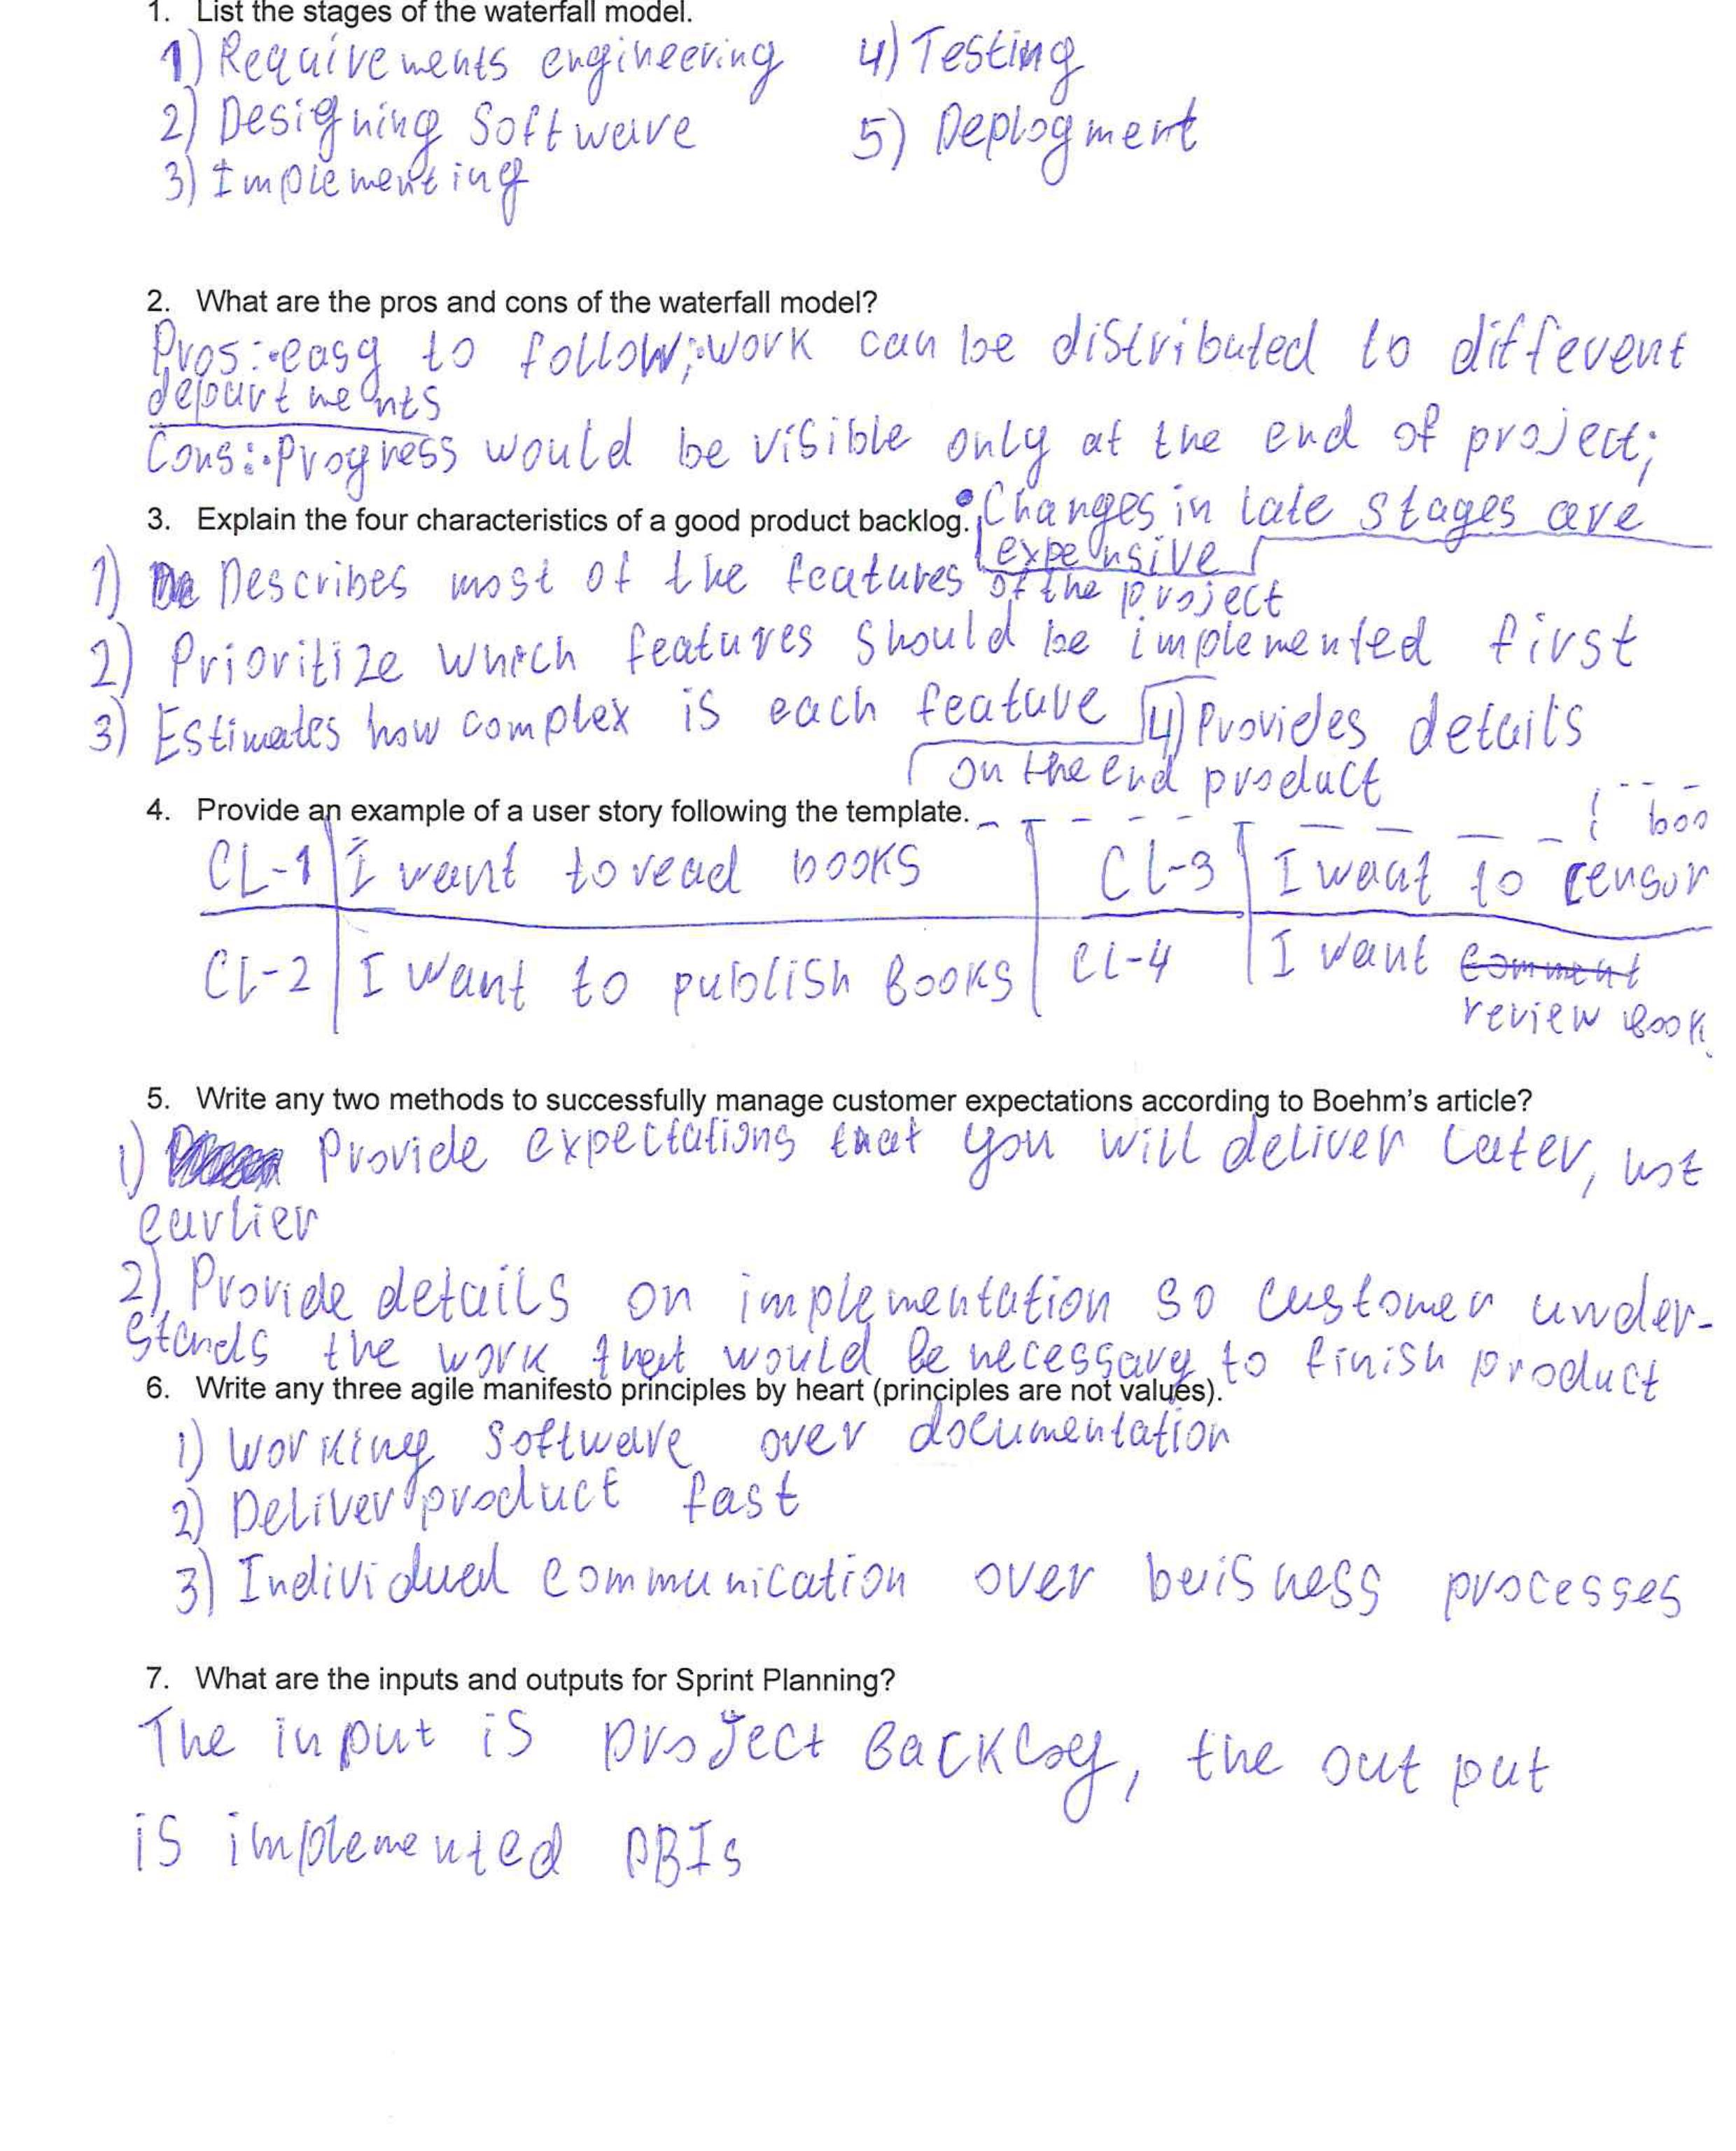 1. List the stages of the waterfall model.
1) Requirements engineering
2) Designing Software
3) Implementing
4) Testing
5) Deployment
2. What are the pros and cons of the waterfall model?
Pros: • easy to follow; • work can be distributed to different
departments
Cons: • Progress would be visible only at the end of project;
• Changes in late stages are
expensive
3. Explain the four characteristics of a good product backlog.
1) Describes most of the features of the project
2) Prioritize which features should be implemented first
3) Estimates how complex is each feature
4) Provides details
on the end product
4. Provide an example of a user story following the template.
CL-1 I want to read books
CL-2 I want to publish books
CL-3 I want to censor
boo
CL-4 I want comment
review book
5. Write any two methods to successfully manage customer expectations according to Boehm's article?
1) Provide expectations that you will deliver later, not
earlier
2) Provide details on implementation so customer under-
stands the work that would be necessary to finish product
6. Write any three agile manifesto principles by heart (principles are not values).
1) Working software over documentation
2) Deliver product fast
3) Individual communication over buisness processes
7. What are the inputs and outputs for Sprint Planning?
The input is project backlog, the output
is implemented PBIs